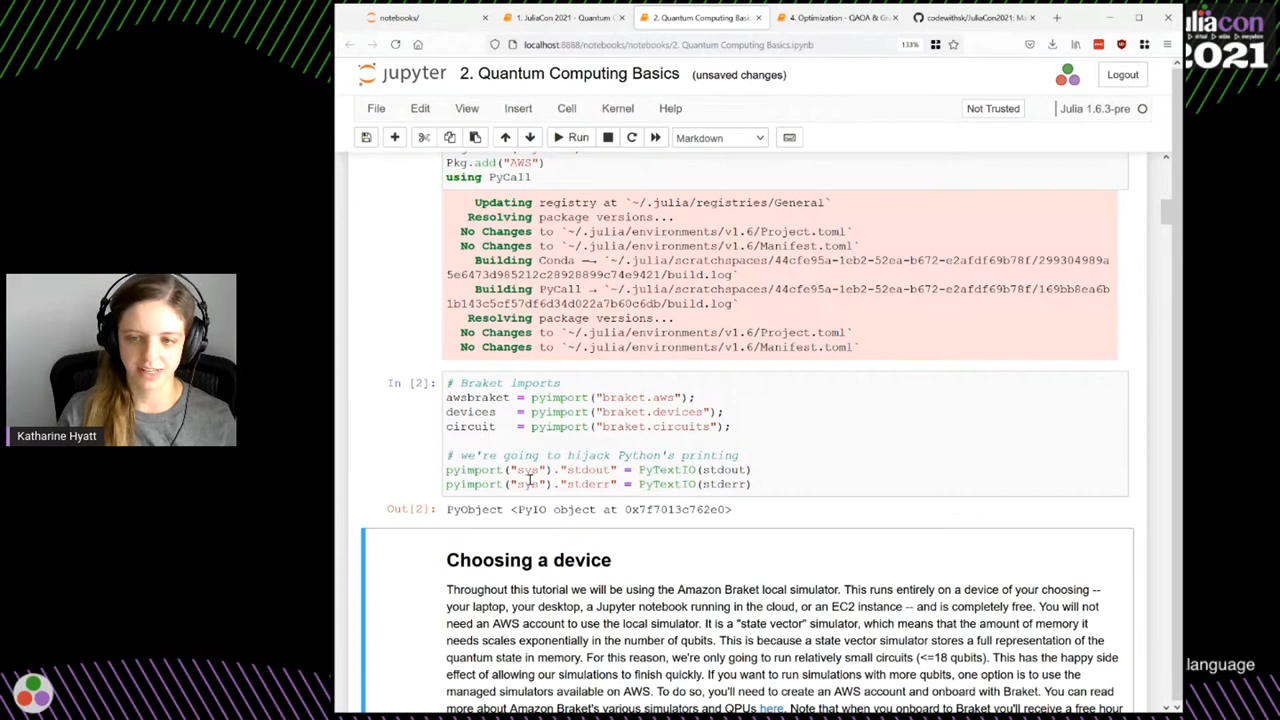 notebooks/
1. JuliaCon 2021 - Quantum C
2. Quantum Computing Basic
4. Optimization - QAOA & Gr
codewithsk/JuliaCon2021: Ma
localhost:8888/notebooks/notebooks/2. Quantum Computing Basics.ipynb
133%
juliacon
2021
jupyter
2. Quantum Computing Basics (unsaved changes)
Logout
File
Edit
View
Insert
Cell
Kernel
Help
Not Trusted
Julia 1.6.3-pre
Run
Markdown
Pkg.add("AWS")
using PyCall
Updating registry at `~/.julia/registries/General`
Resolving package versions...
No Changes to `~/.julia/environments/v1.6/Project.toml`
No Changes to `~/.julia/environments/v1.6/Manifest.toml`
Building Conda ─→ `~/.julia/scratchspaces/44cfe95a-1eb2-52ea-b672-e2afdf69b78f/299304989a
5e6473d985212c28928899c74e9421/build.log`
Building PyCall → `~/.julia/scratchspaces/44cfe95a-1eb2-52ea-b672-e2afdf69b78f/169bb8ea6b
1b143c5cf57df6d34d022a7b60c6db/build.log`
Resolving package versions...
No Changes to `~/.julia/environments/v1.6/Project.toml`
No Changes to `~/.julia/environments/v1.6/Manifest.toml`
In [2]:
# Braket imports
awsbraket = pyimport("braket.aws");
devices = pyimport("braket.devices");
circuit = pyimport("braket.circuits");
# we're going to hijack Python's printing
pyimport("sys")."stdout" = PyTextIO(stdout)
pyimport("sys")."stderr" = PyTextIO(stderr)
Out[2]: PyObject <PyIO object at 0x7f7013c762e0>
Choosing a device
Throughout this tutorial we will be using the Amazon Braket local simulator. This runs entirely on a device of your choosing --
your laptop, your desktop, a Jupyter notebook running in the cloud, or an EC2 instance -- and is completely free. You will not
need an AWS account to use the local simulator. It is a "state vector" simulator, which means that the amount of memory it
needs scales exponentially in the number of qubits. This is because a state vector simulator stores a full representation of the
quantum state in memory. For this reason, we're only going to run relatively small circuits (<=18 qubits). This has the happy side
effect of allowing our simulations to finish quickly. If you want to run simulations with more qubits, one option is to use the
managed simulators available on AWS. To do so, you'll need to create an AWS account and onboard with Braket. You can read
more about Amazon Braket's various simulators and QPUs here. Note that when you onboard to Braket you'll receive a free hour
Katharine Hyatt
language